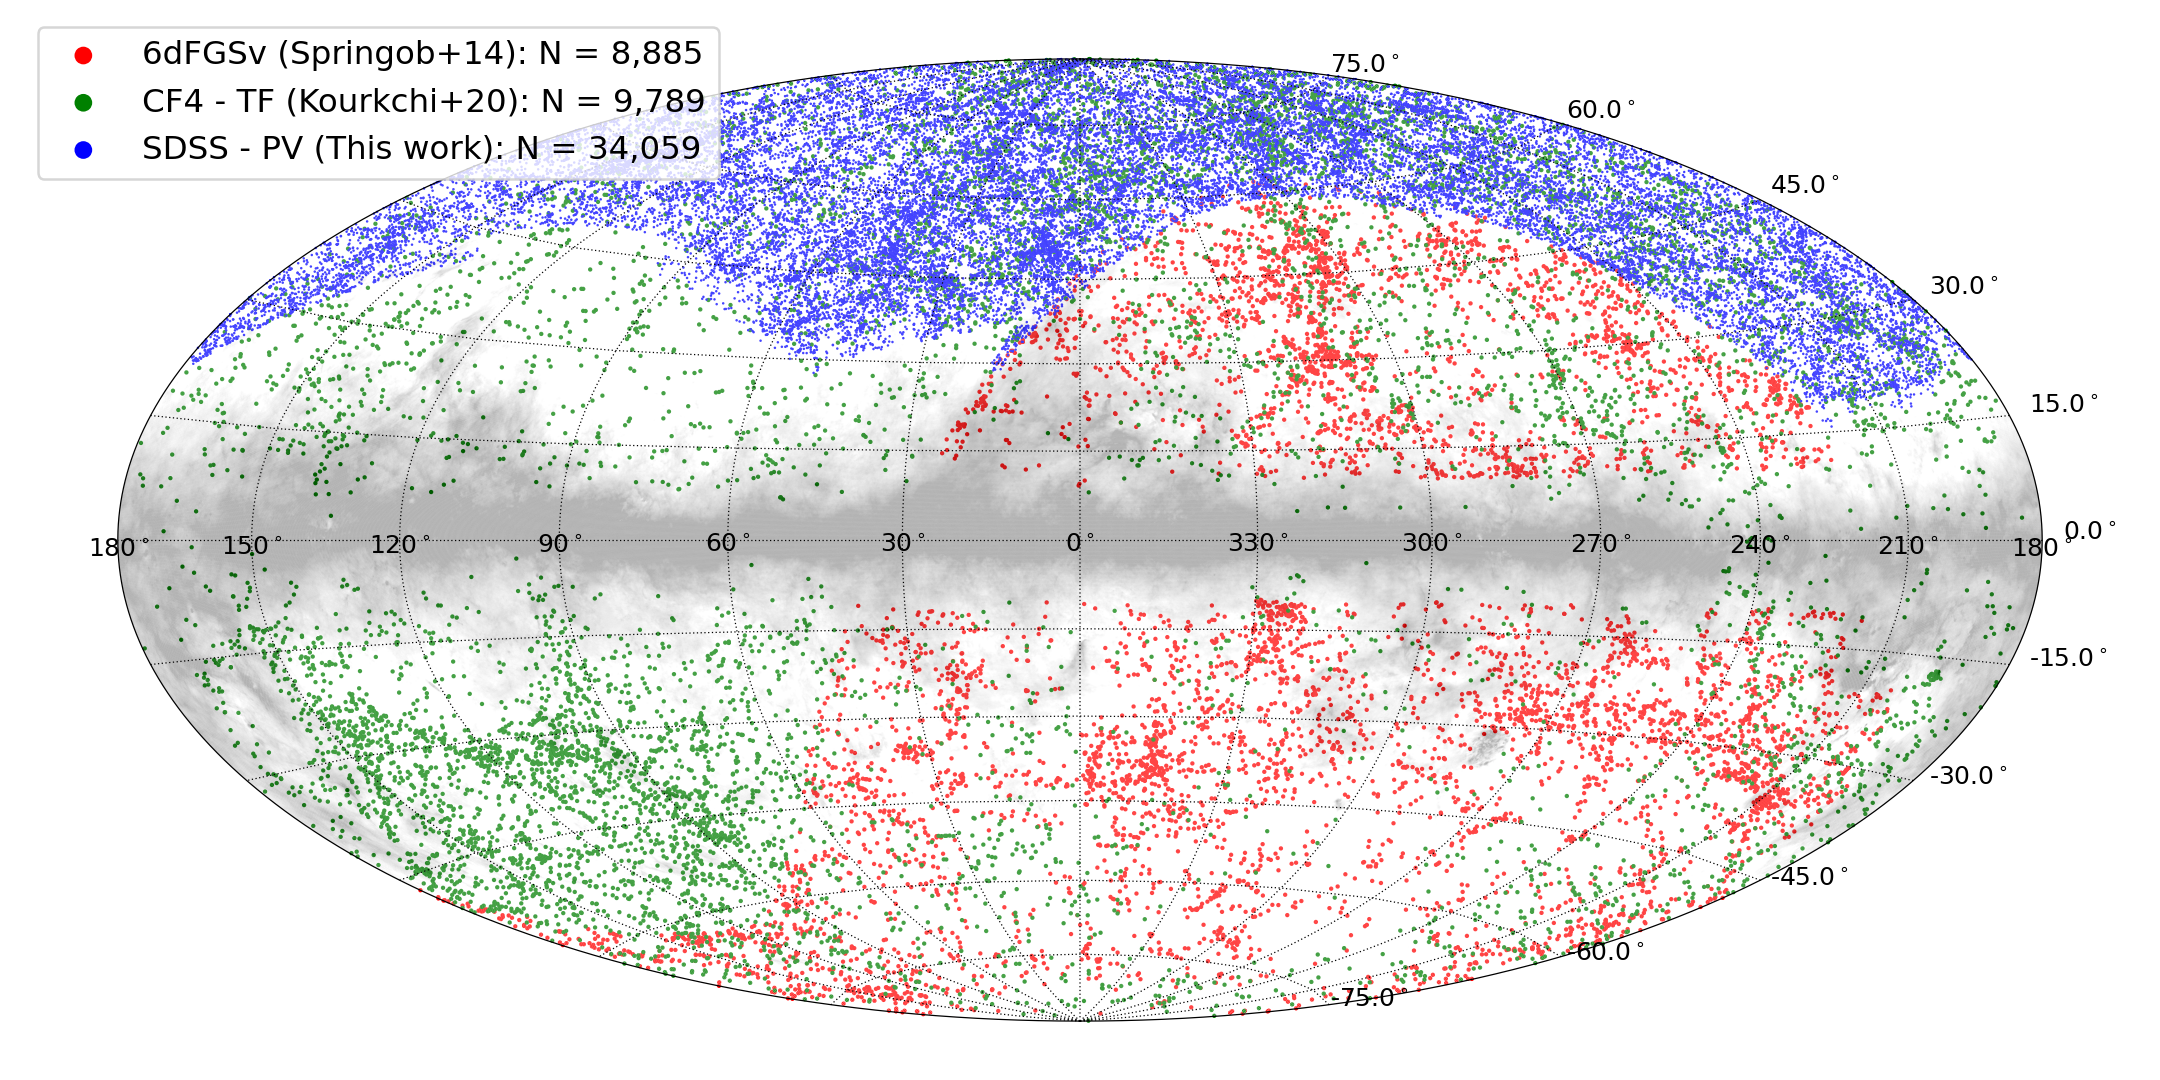 6dFGSv (Springob+14): N = 8,885
CF4 - TF (Kourkchi+20): N = 9,789
SDSS - PV (This work): N = 34,059
75.0°
60.0°
45.0°
30.0°
15.0°
0.0°
180° 150° 120° 90° 60° 30° 0° 330° 300° 270° 240° 210° 180°
-15.0°
-30.0°
-45.0°
-60.0°
-75.0°